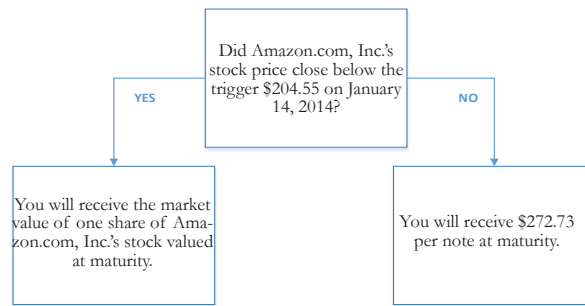 Did Amazon.com, Inc.'s
stock price close below the
trigger $204.55 on January
14, 2014?
YES
NO
You will receive the market
value of one share of Ama-
zon.com, Inc.'s stock valued
at maturity.
You will receive $272.73
per note at maturity.